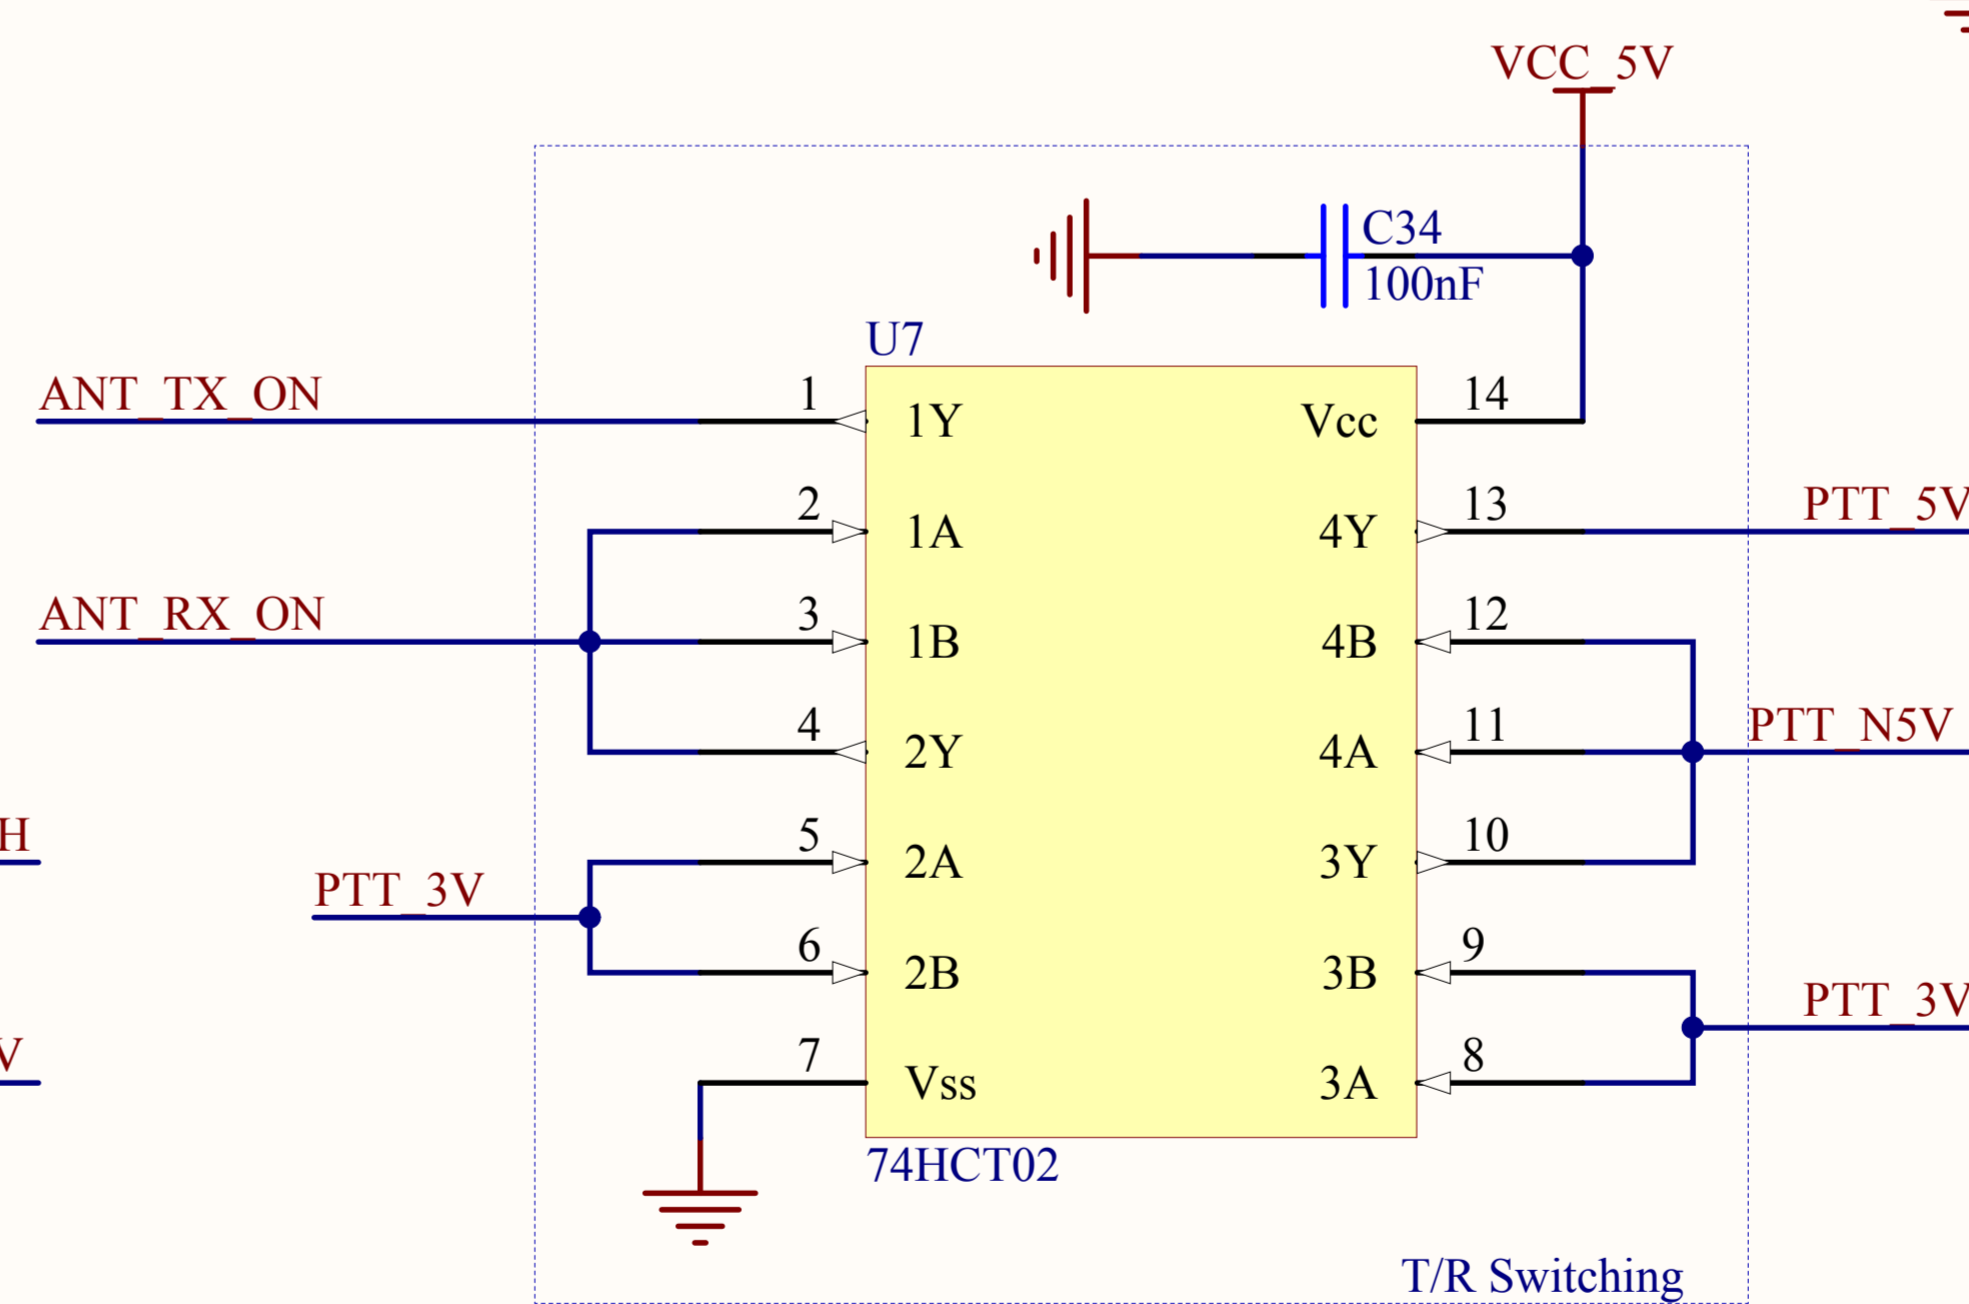 VCC_5V
C34
100nF
U7
ANT_TX_ON
1
1Y
Vcc
14
2
1A
4Y
13
PTT_5V
ANT_RX_ON
3
1B
4B
12
4
2Y
4A
11
PTT_N5V
H
5
2A
3Y
10
PTT_3V
6
2B
3B
9
PTT_3V
V
7
Vss
3A
8
74HCT02
T/R Switching